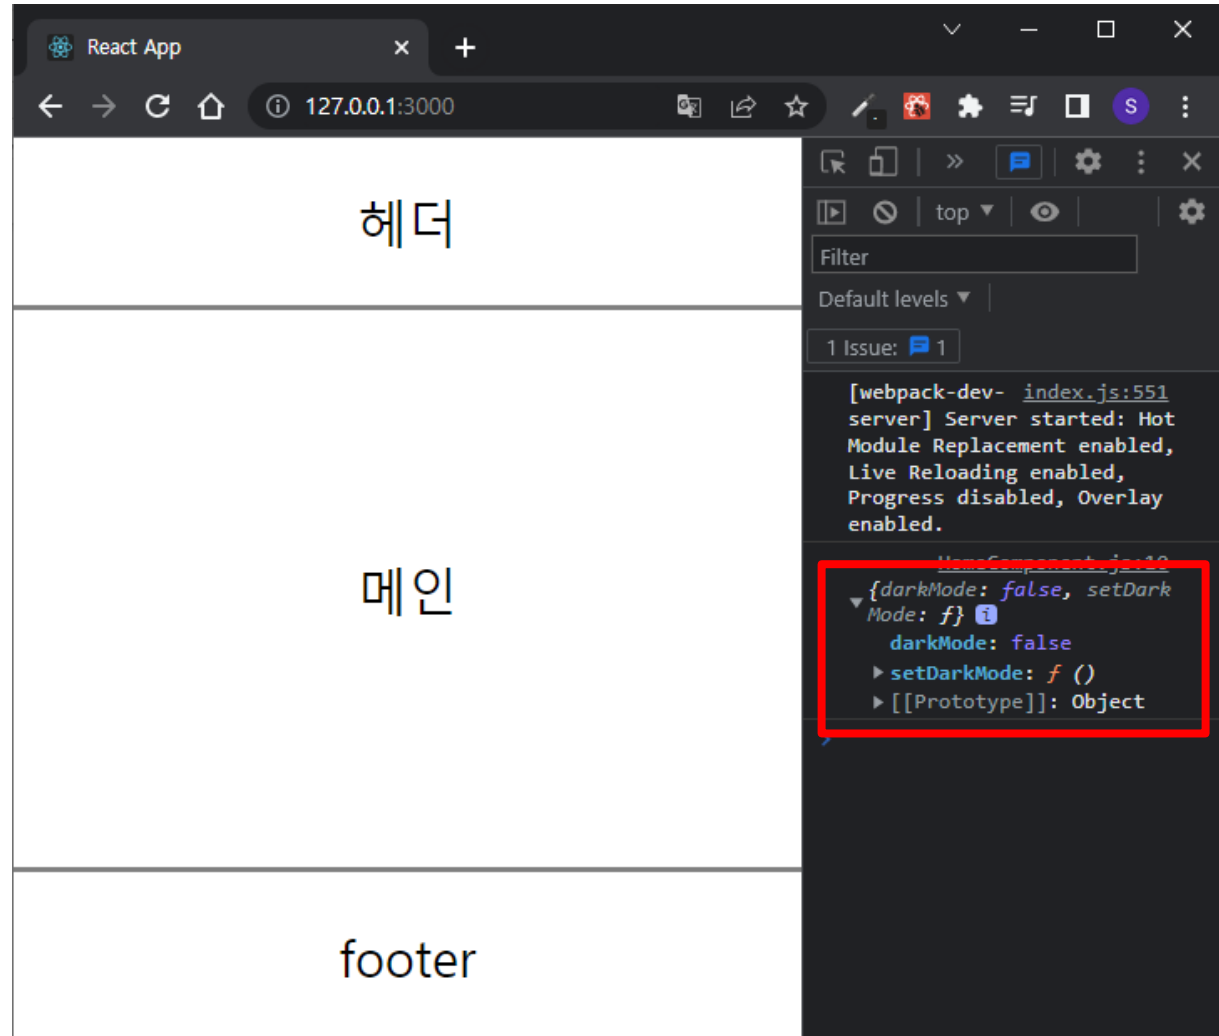 React App
127.0.0.1:3000
S
top
Filter
Default levels
1 Issue: 1
[webpack-dev- index.js:551
server] Server started: Hot
Module Replacement enabled,
Live Reloading enabled,
Progress disabled, Overlay
enabled.
{darkMode: false, setDark
Mode: ƒ} i
darkMode: false
setDarkMode: ƒ ()
[[Prototype]]: Object
헤더
메인
footer